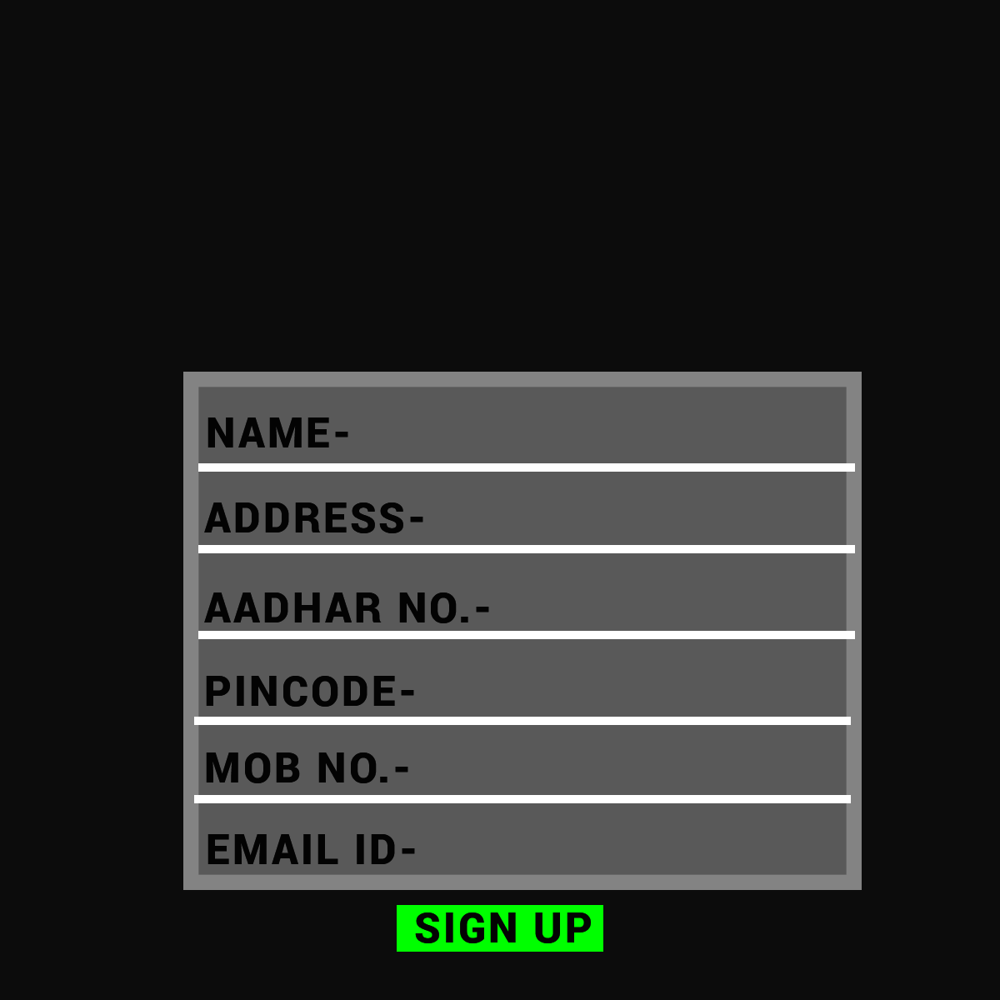 NAME-
ADDRESS-
AADHAR NO.-
PINCODE-
MOB NO.-
EMAIL ID-
SIGN UP